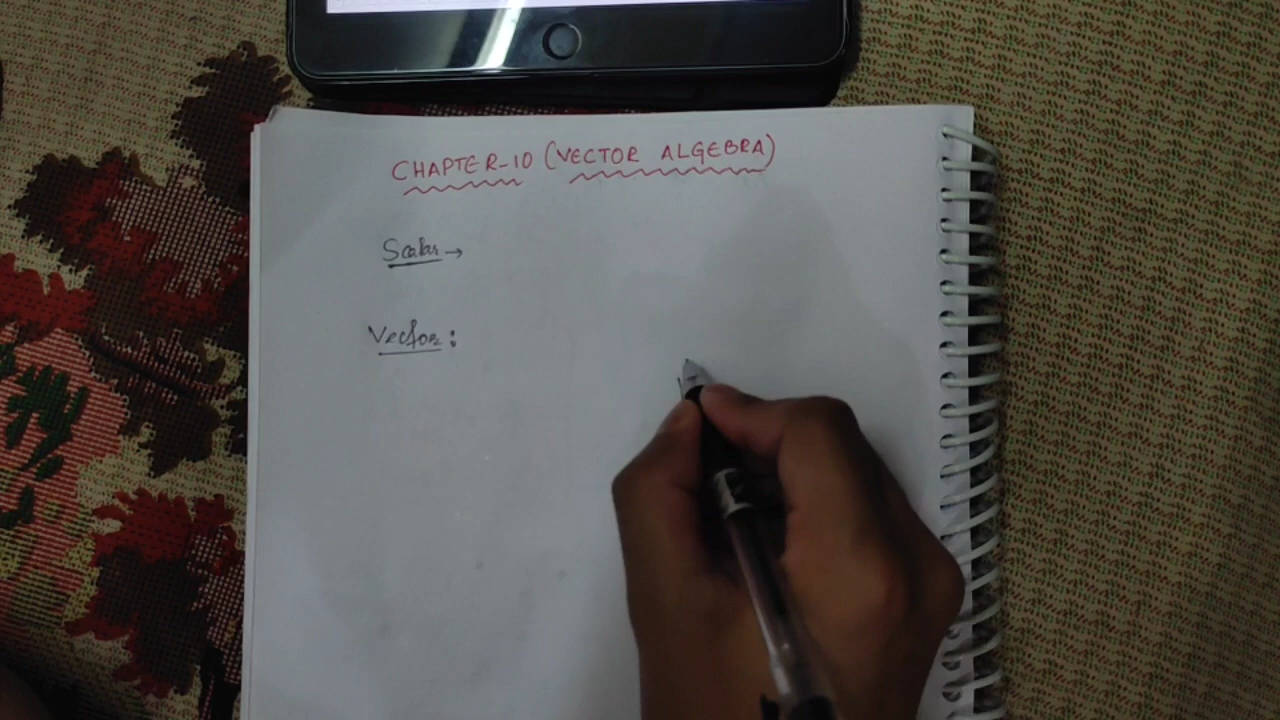 CHAPTER-10 (VECTOR ALGEBRA)
Scalar →
Vector :